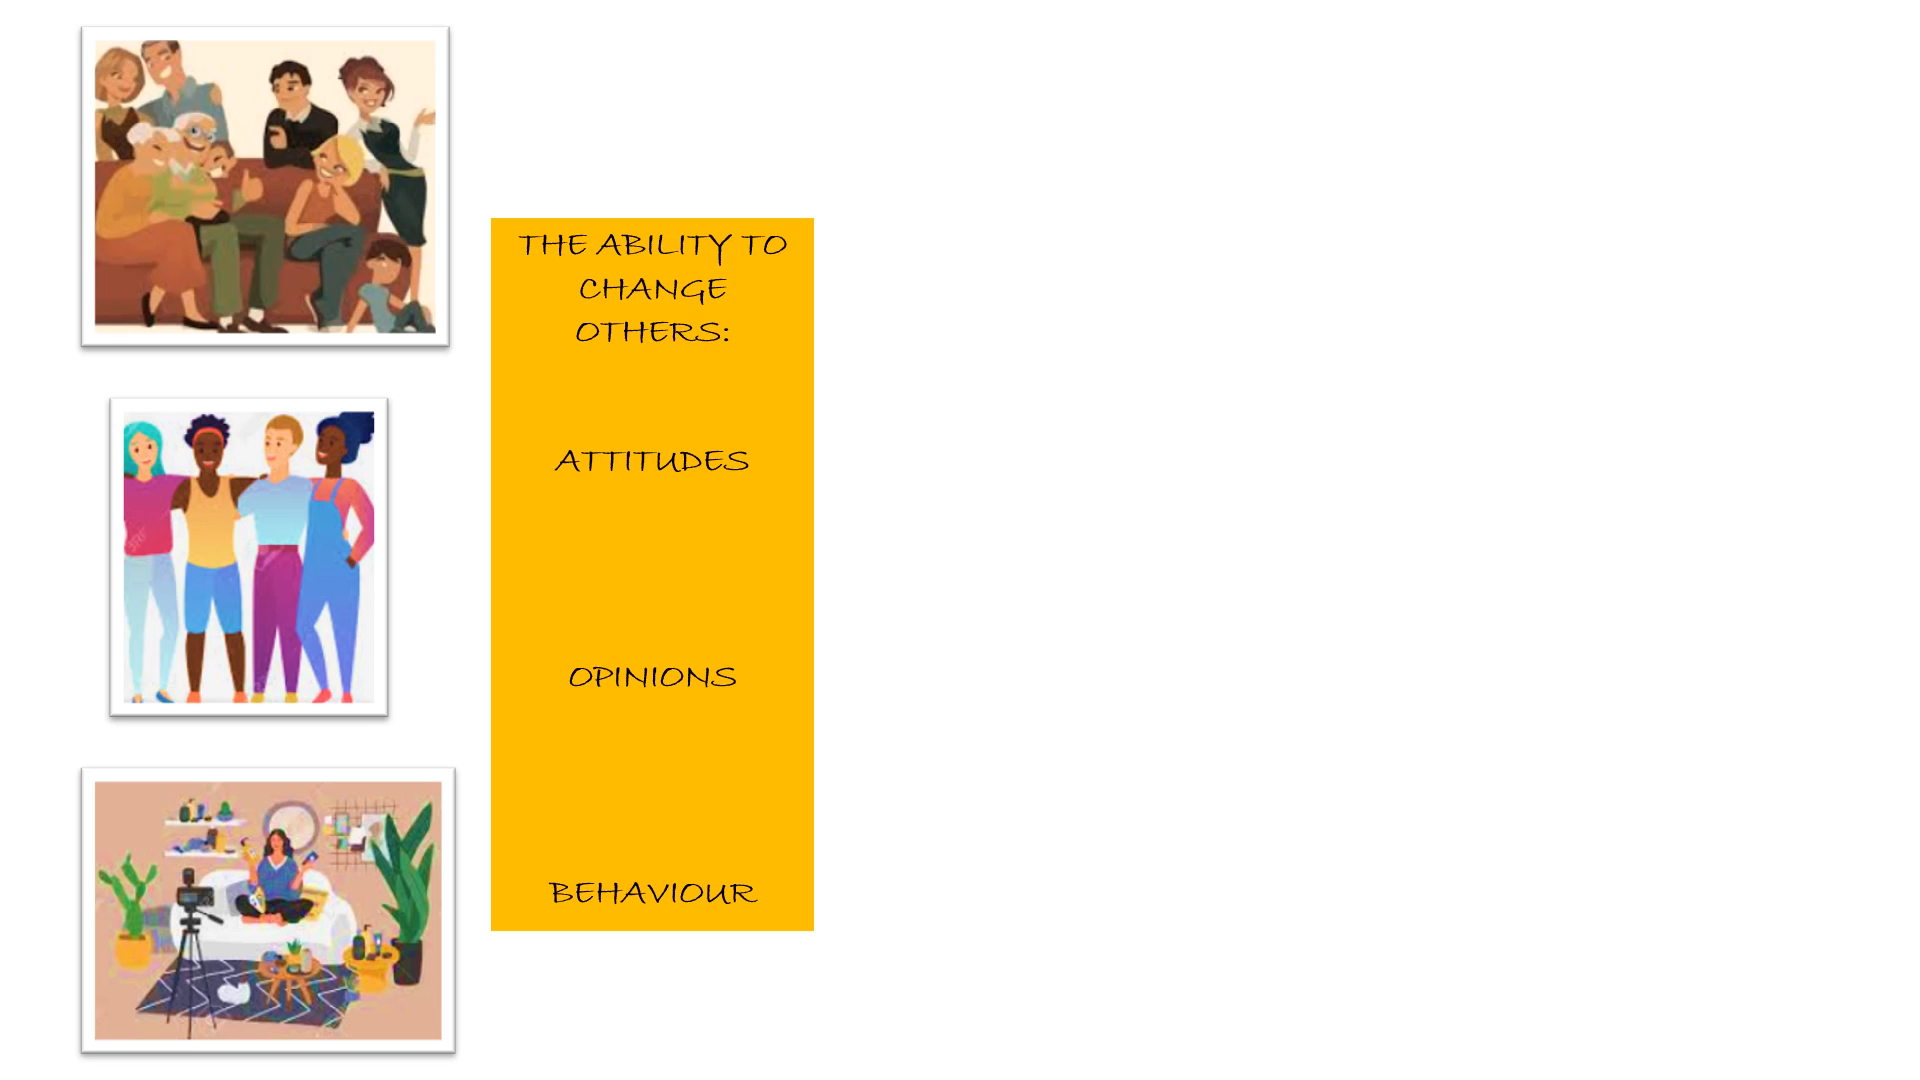 THE ABILITY TO
CHANGE
OTHERS:
ATTITUDES
OPINIONS
BEHAVIOUR